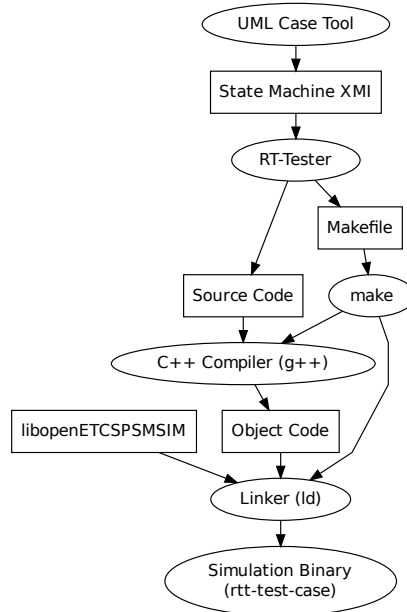 UML Case Tool
State Machine XMI
RT-Tester
Makefile
Source Code
make
C++ Compiler (g++)
libopenETCSPSMSIM
Object Code
Linker (ld)
Simulation Binary
(rtt-test-case)